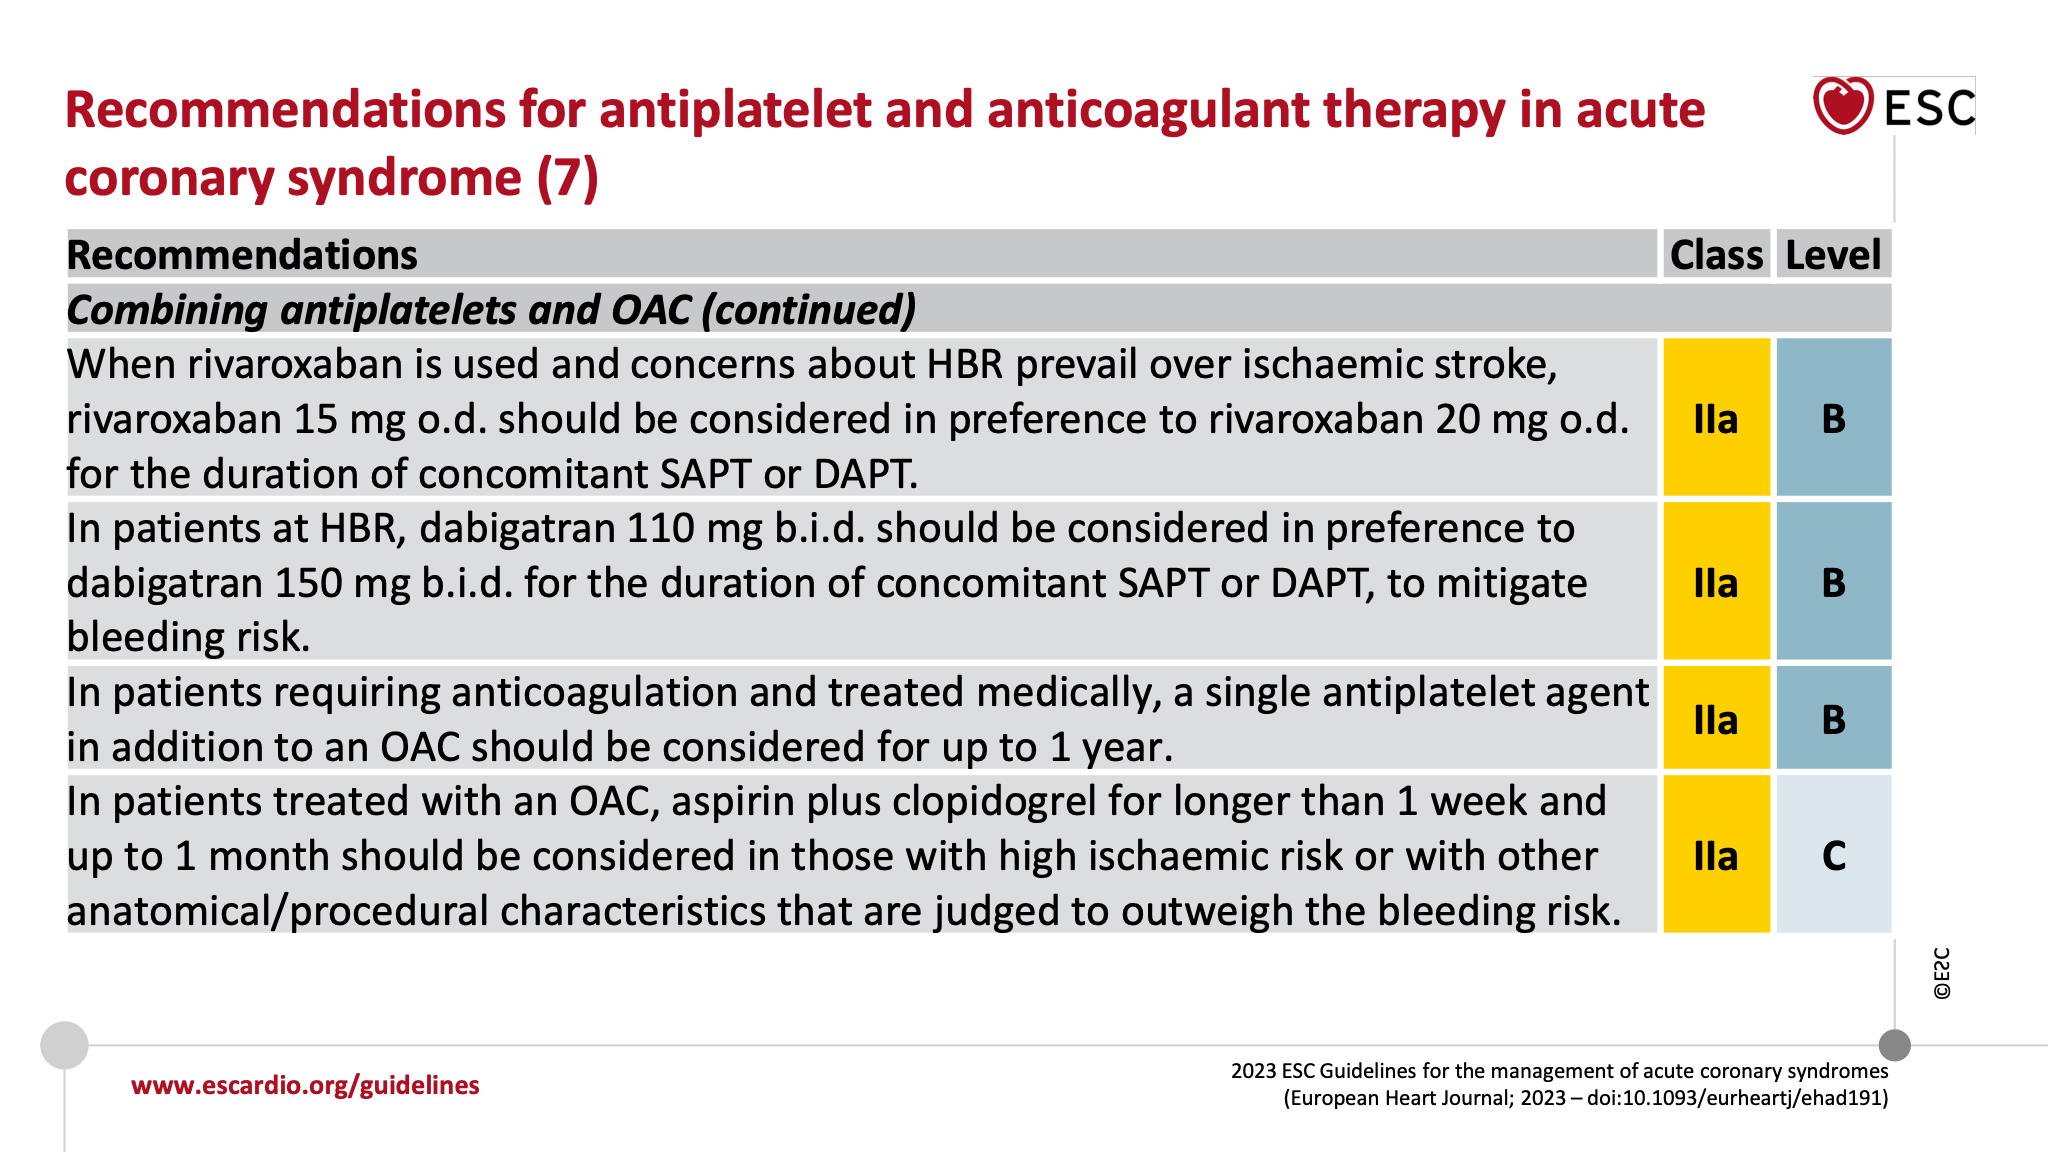 Recommendations for antiplatelet and anticoagulant therapy in acute
coronary syndrome (7)
ESC
Recommendations Class Level
Combining antiplatelets and OAC (continued)
When rivaroxaban is used and concerns about HBR prevail over ischaemic stroke,
rivaroxaban 15 mg o.d. should be considered in preference to rivaroxaban 20 mg o.d.
for the duration of concomitant SAPT or DAPT.
IIa B
In patients at HBR, dabigatran 110 mg b.i.d. should be considered in preference to
dabigatran 150 mg b.i.d. for the duration of concomitant SAPT or DAPT, to mitigate
bleeding risk.
IIa B
In patients requiring anticoagulation and treated medically, a single antiplatelet agent
in addition to an OAC should be considered for up to 1 year.
IIa B
In patients treated with an OAC, aspirin plus clopidogrel for longer than 1 week and
up to 1 month should be considered in those with high ischaemic risk or with other
anatomical/procedural characteristics that are judged to outweigh the bleeding risk.
IIa C
©ESC
www.escardio.org/guidelines
2023 ESC Guidelines for the management of acute coronary syndromes
(European Heart Journal; 2023 – doi:10.1093/eurheartj/ehad191)